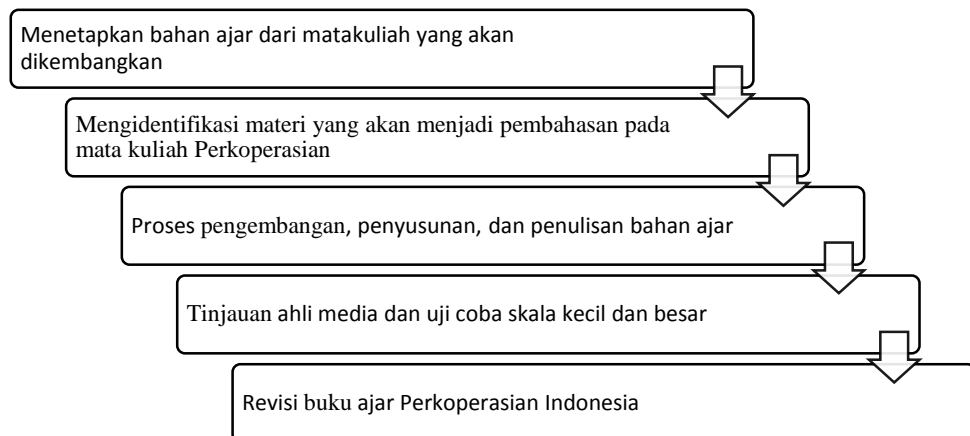 Menetapkan bahan ajar dari matakuliah yang akan
dikembangkan
Mengidentifikasi materi yang akan menjadi pembahasan pada
mata kuliah Perkoperasian
Proses pengembangan, penyusunan, dan penulisan bahan ajar
Tinjauan ahli media dan uji coba skala kecil dan besar
Revisi buku ajar Perkoperasian Indonesia